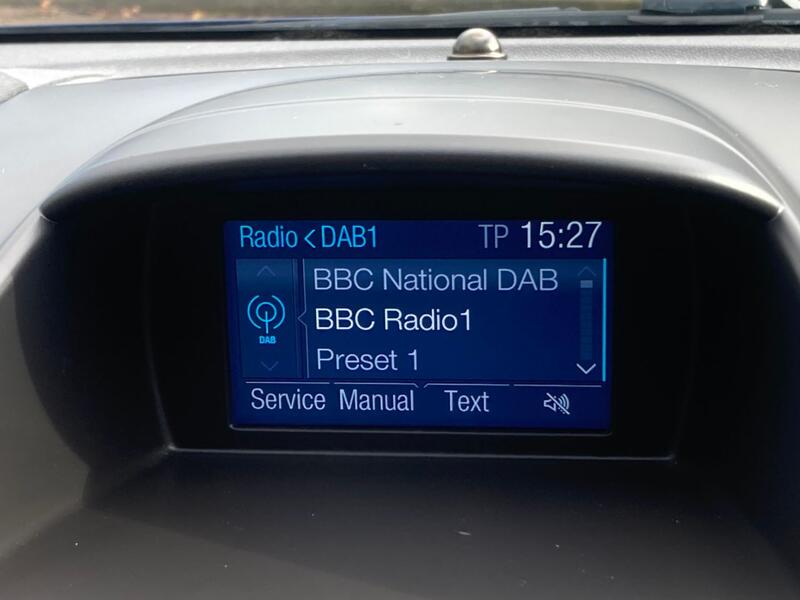 Radio < DAB1 TP 15:27
BBC National DAB
DAB
BBC Radio1
Preset 1
Service Manual Text